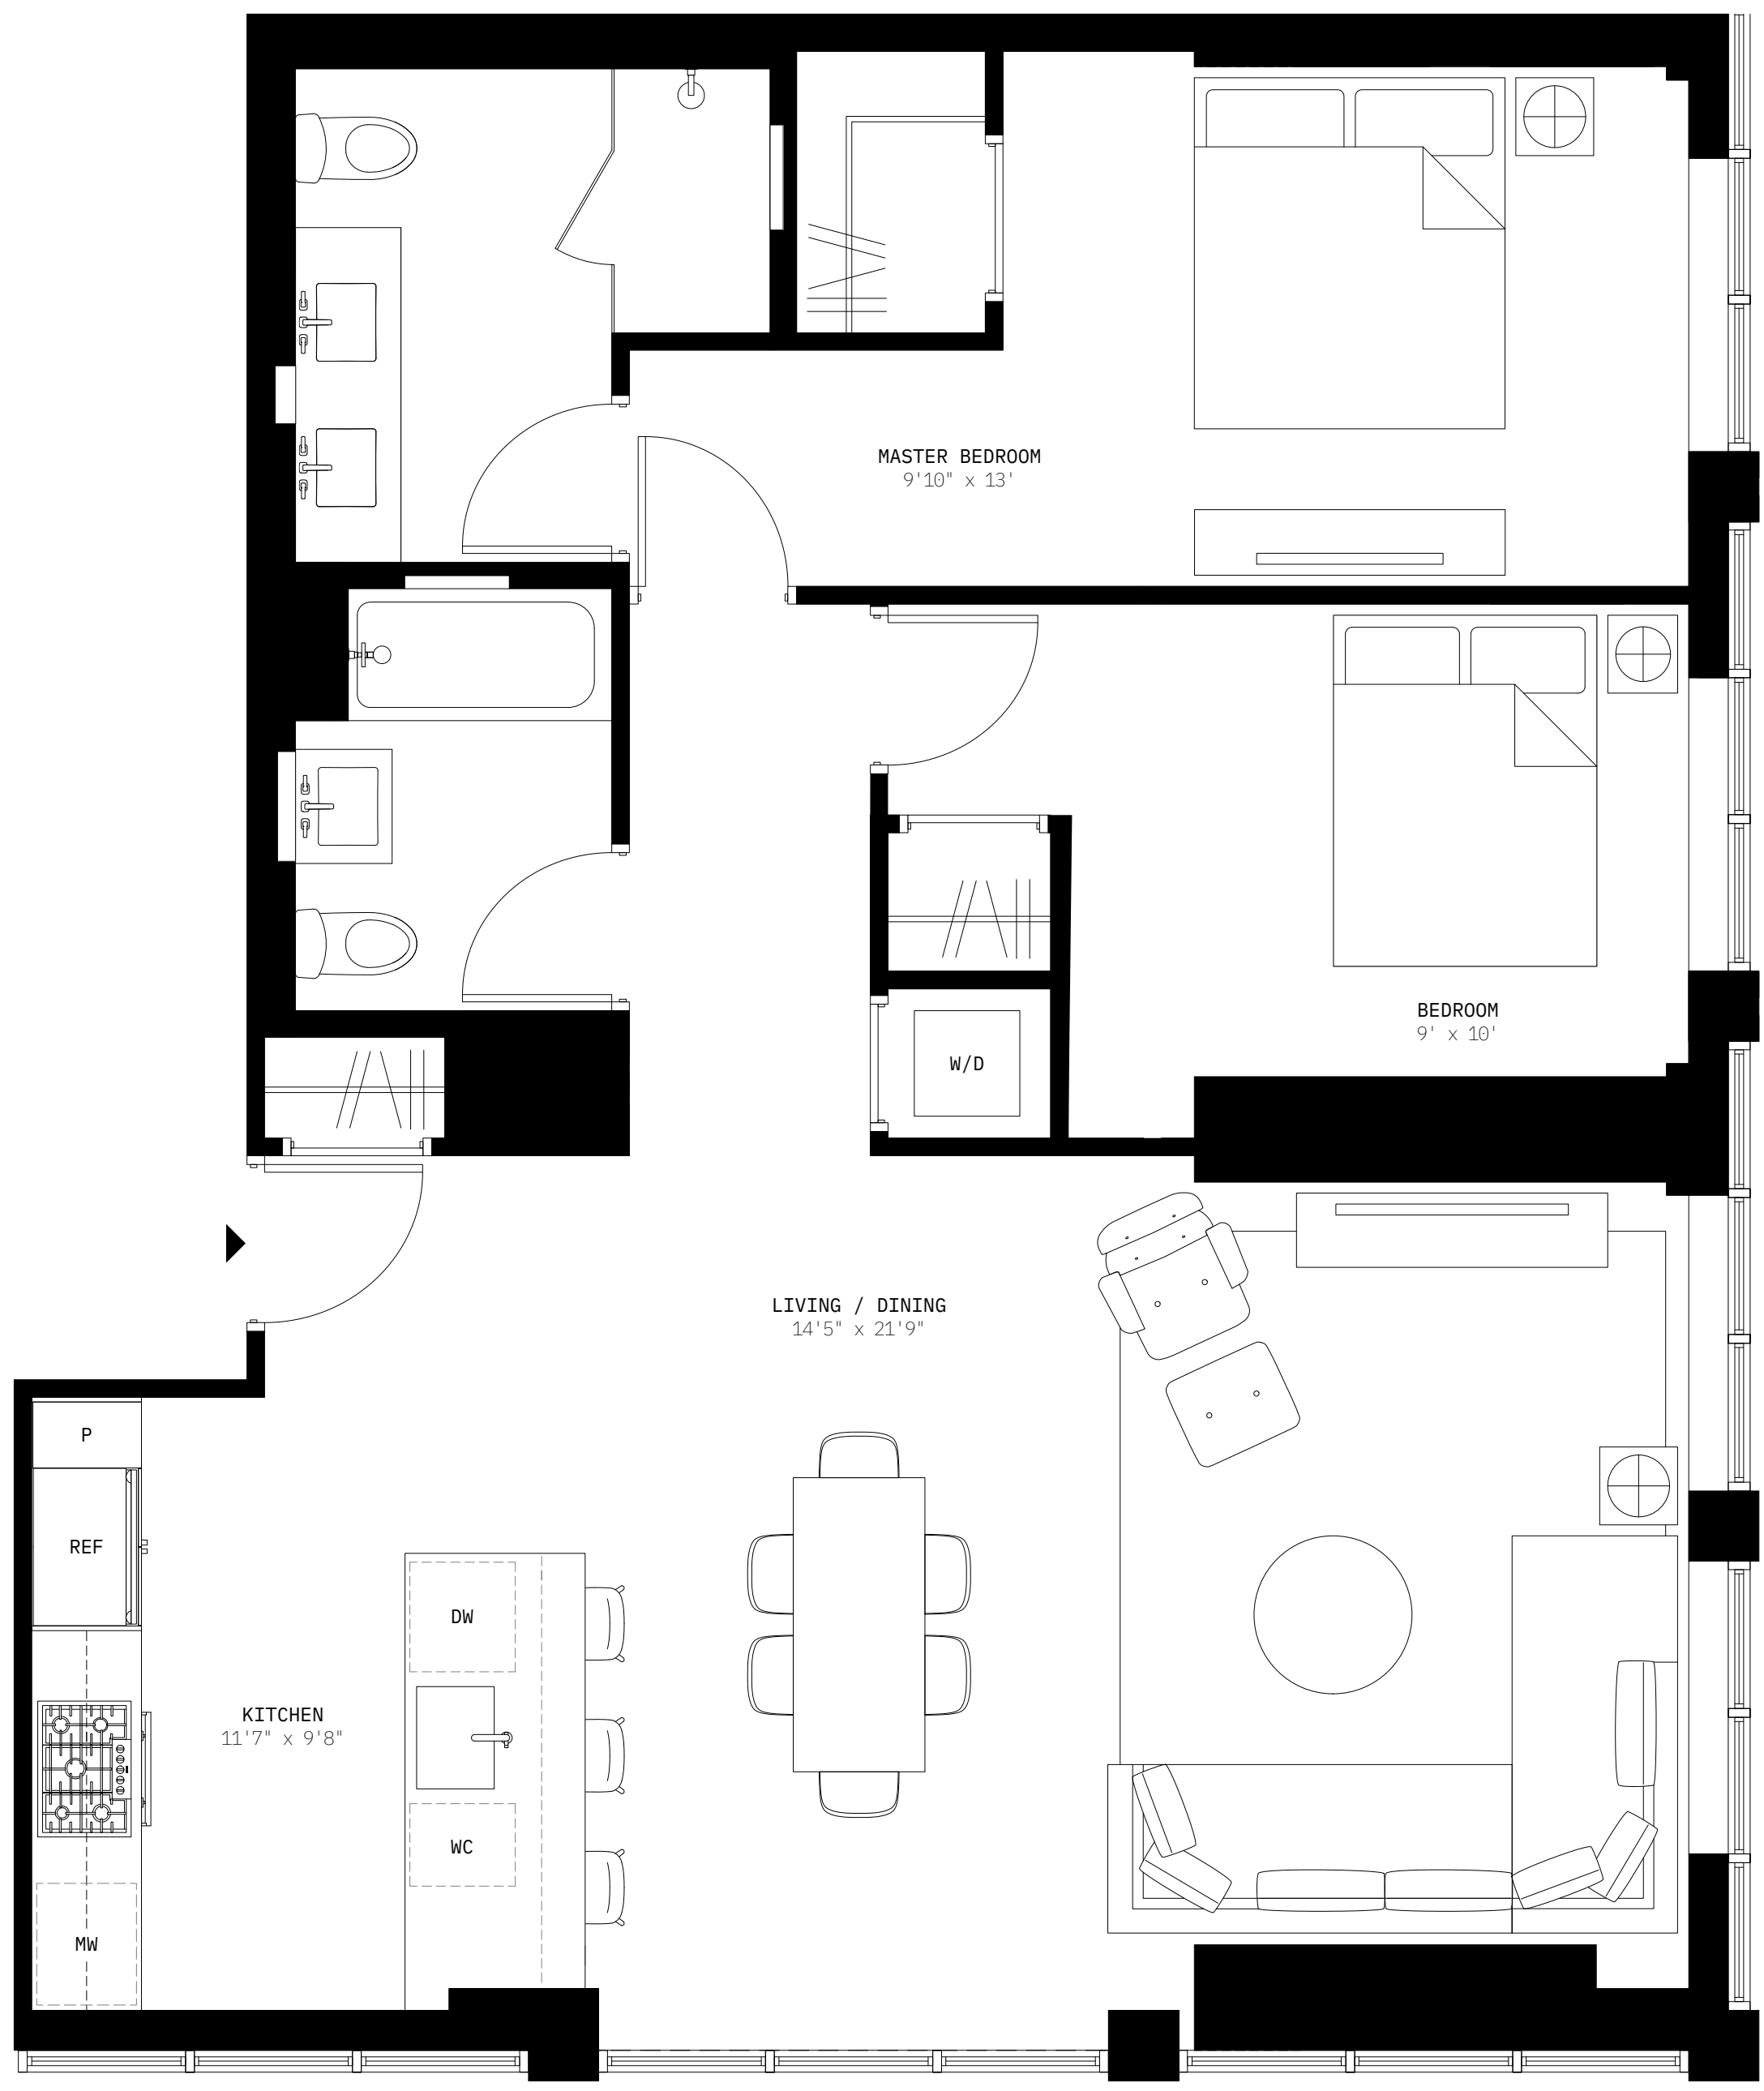 MASTER BEDROOM
9'10" x 13'
BEDROOM
9' x 10'
W/D
LIVING / DINING
14'5" x 21'9"
P
REF
DW
KITCHEN
11'7" x 9'8"
WC
MW